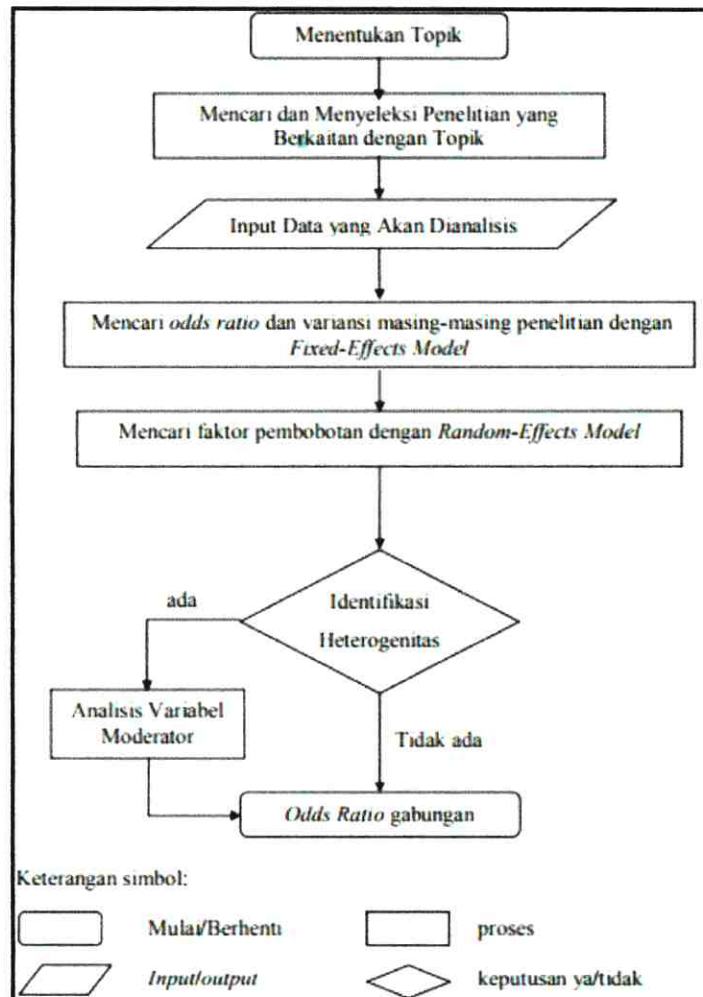 Menentukan Topik
Mencari dan Menyeleksi Penelitian yang
Berkaitan dengan Topik
Input Data yang Akan Dianalisis
Mencari odds ratio dan variansi masing-masing penelitian dengan
Fixed-Effects Model
Mencari faktor pembobotan dengan Random-Effects Model
Identifikasi
Heterogenitas
ada
Analisis Variabel
Moderator
Tidak ada
Odds Ratio gabungan
Keterangan simbol:
Mulai/Berhenti
proses
Input/output
keputusan ya/tidak